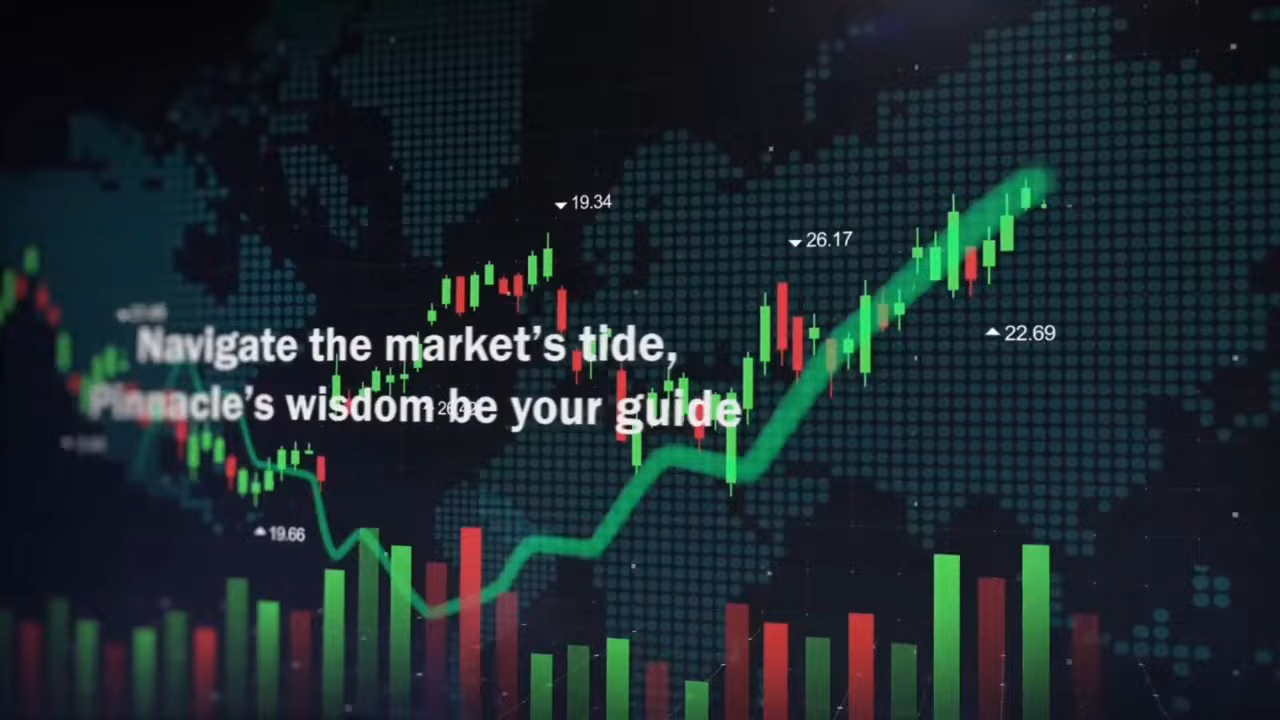 ▼ 19.34
▼ 26.17
▲ 22.69
Navigate the market’s tide,
Pinnacle’s wisdom be your guide
▲ 19.66